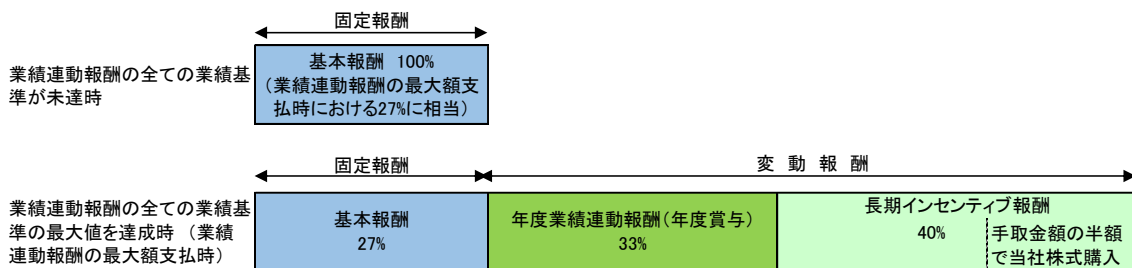 固定報酬
業績連動報酬の全ての業績基
準が未達時
基本報酬 100%
(業績連動報酬の最大額支
払時における27%に相当)
固定報酬
変 動 報 酬
業績連動報酬の全ての業績基
準の最大値を達成時 (業績
連動報酬の最大額支払時)
基本報酬
27%
年度業績連動報酬(年度賞与)
33%
長期インセンティブ報酬
40%
手取金額の半額
で当社株式購入